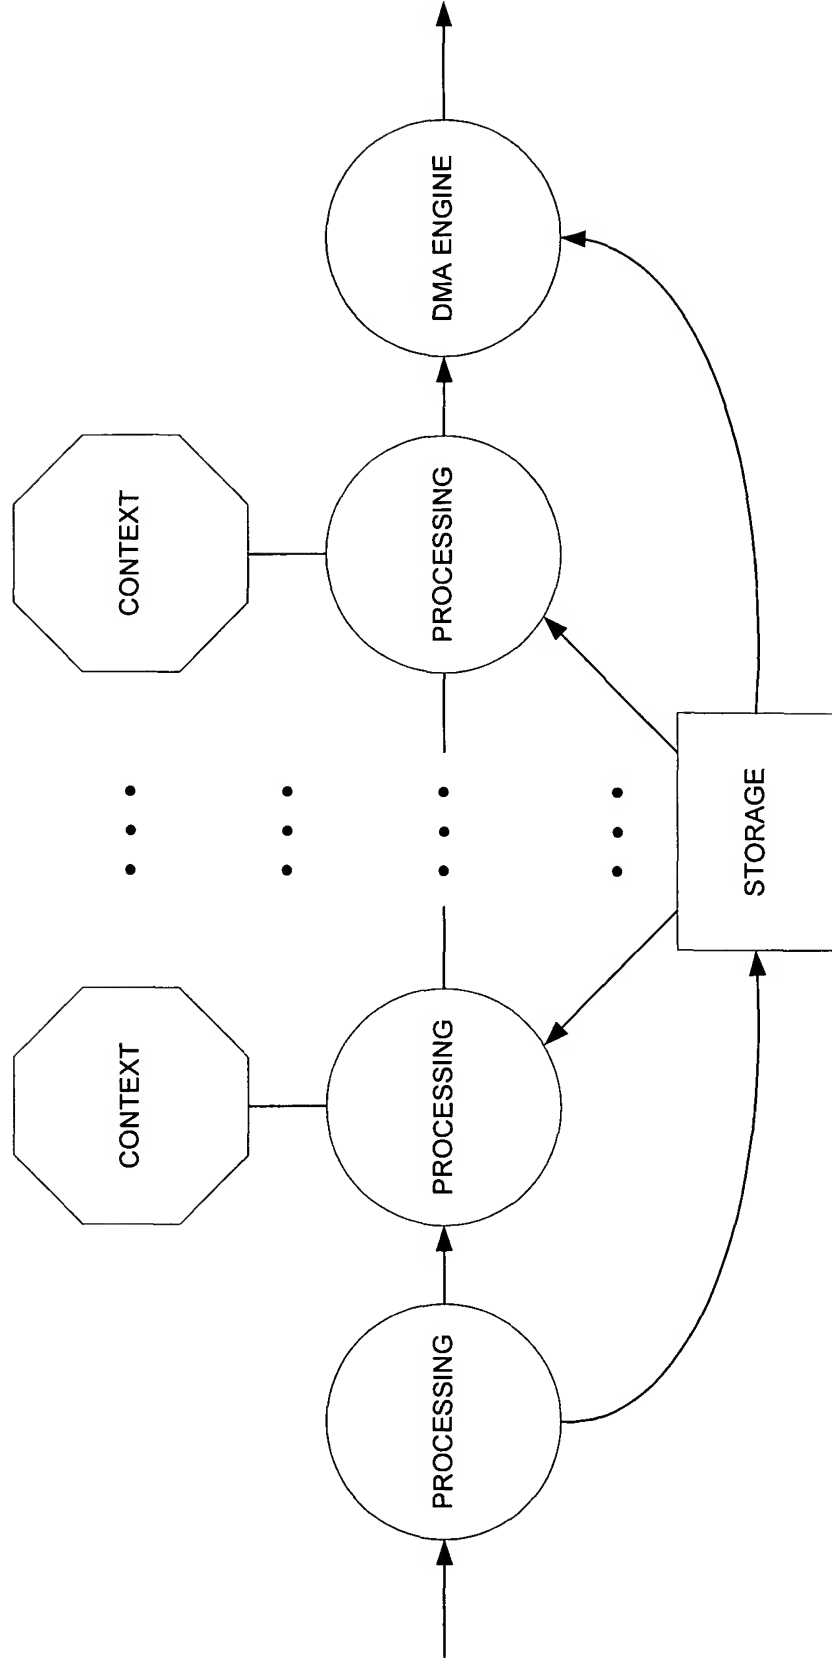 CONTEXT
CONTEXT
PROCESSING
PROCESSING
PROCESSING
DMA ENGINE
STORAGE